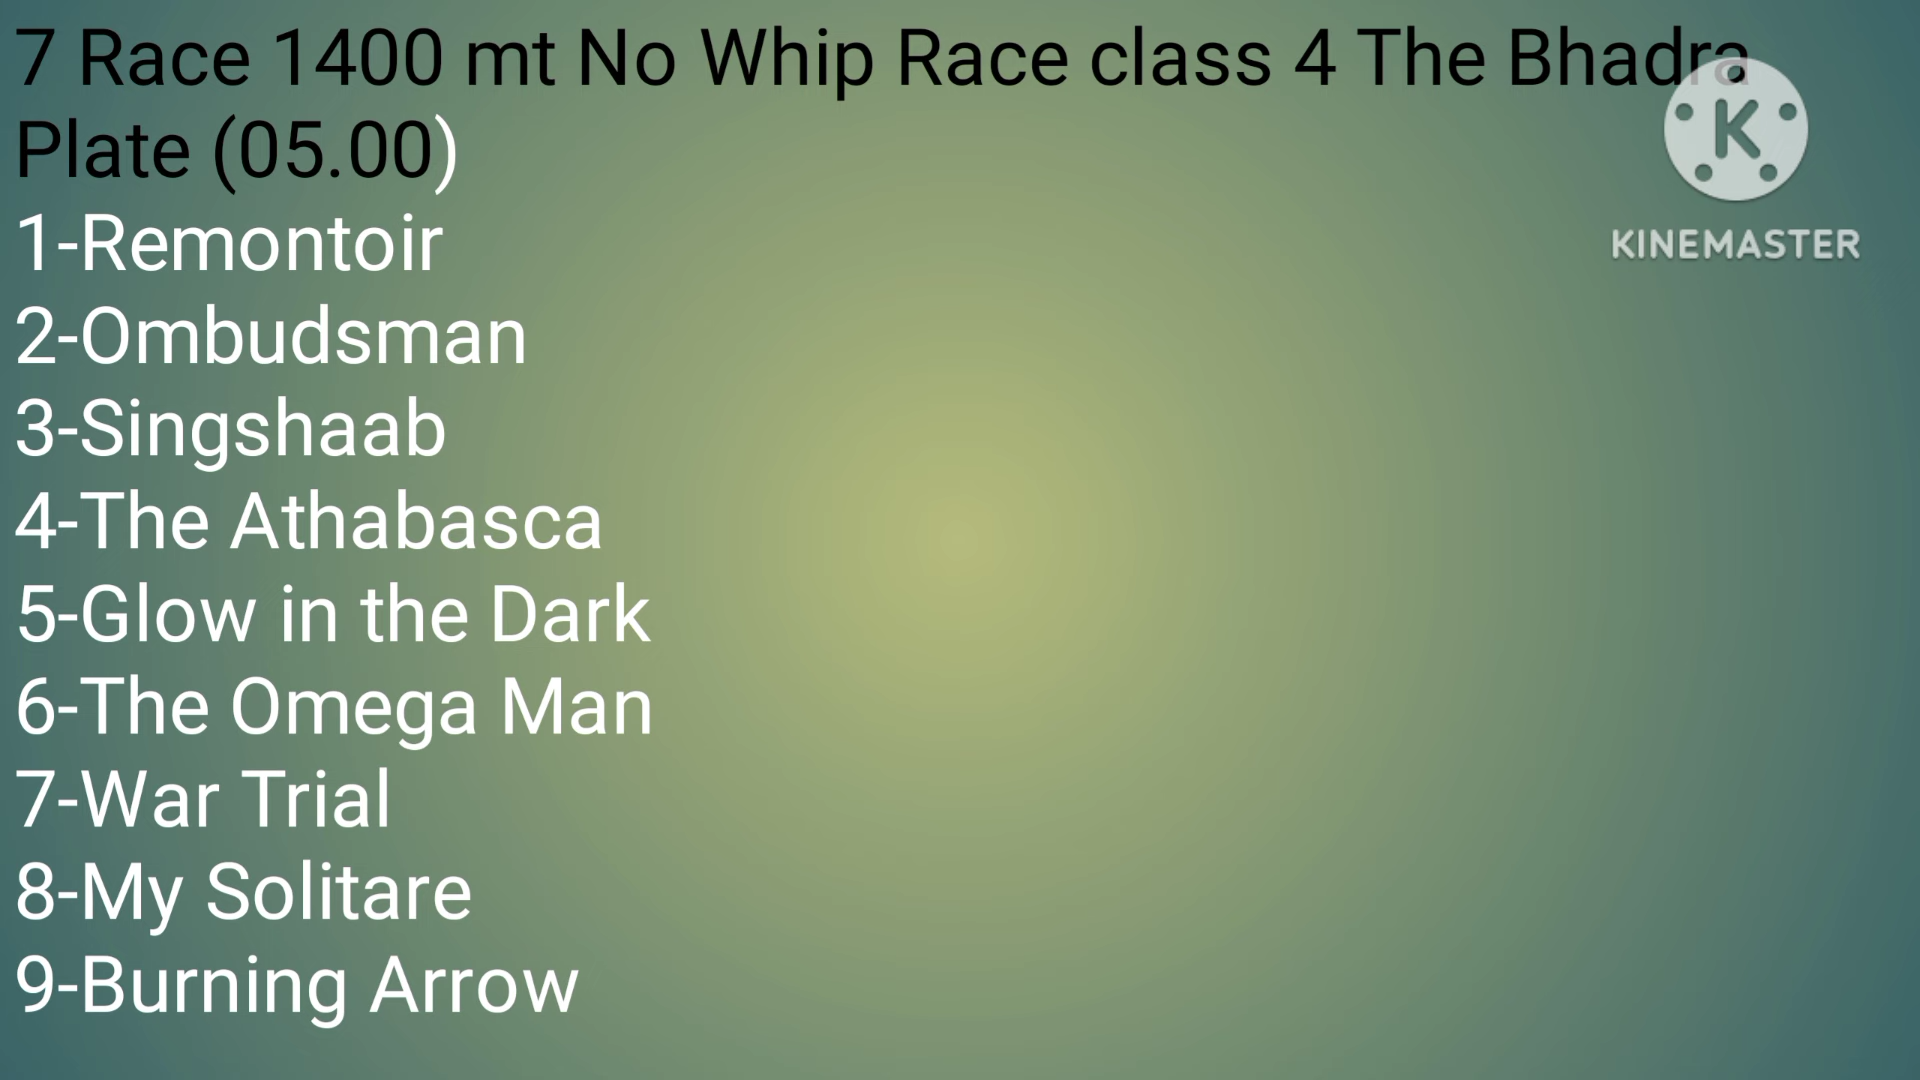 7 Race 1400 mt No Whip Race class 4 The Bhadra
Plate (05.00)
1-Remontoir
2-Ombudsman
3-Singshaab
4-The Athabasca
5-Glow in the Dark
6-The Omega Man
7-War Trial
8-My Solitare
9-Burning Arrow
K
KINEMASTER